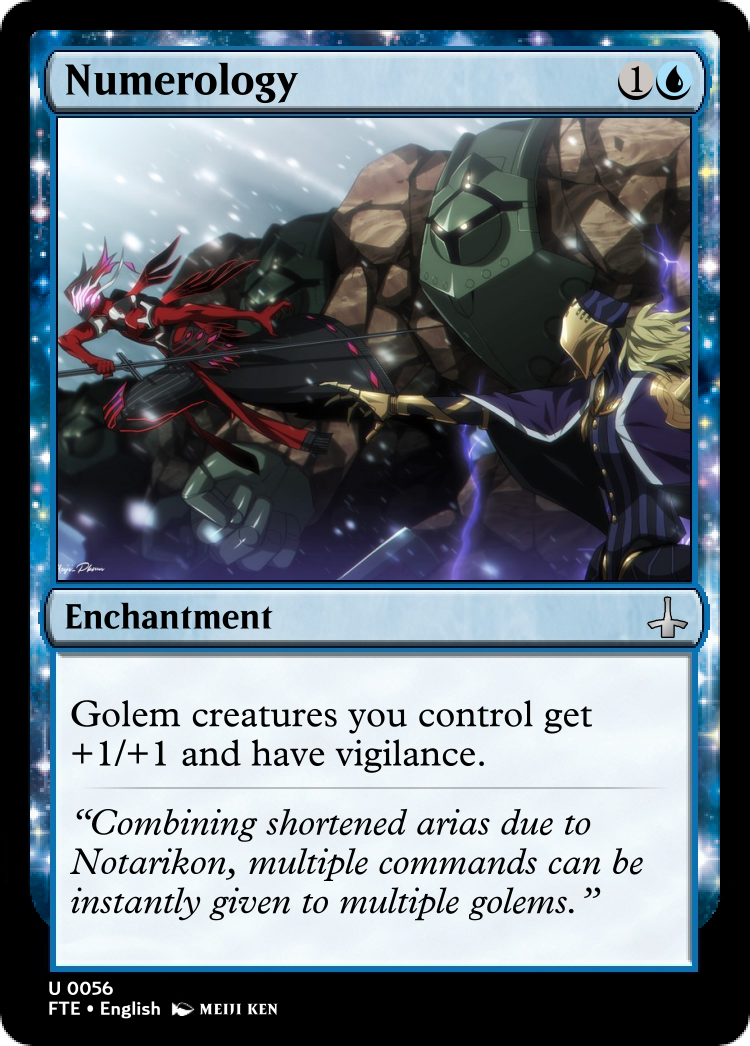 Numerology 1
Enchantment
Golem creatures you control get
+1/+1 and have vigilance.
“Combining shortened arias due to
Notarikon, multiple commands can be
instantly given to multiple golems.”
U 0056
FTE • English MEIJI KEN